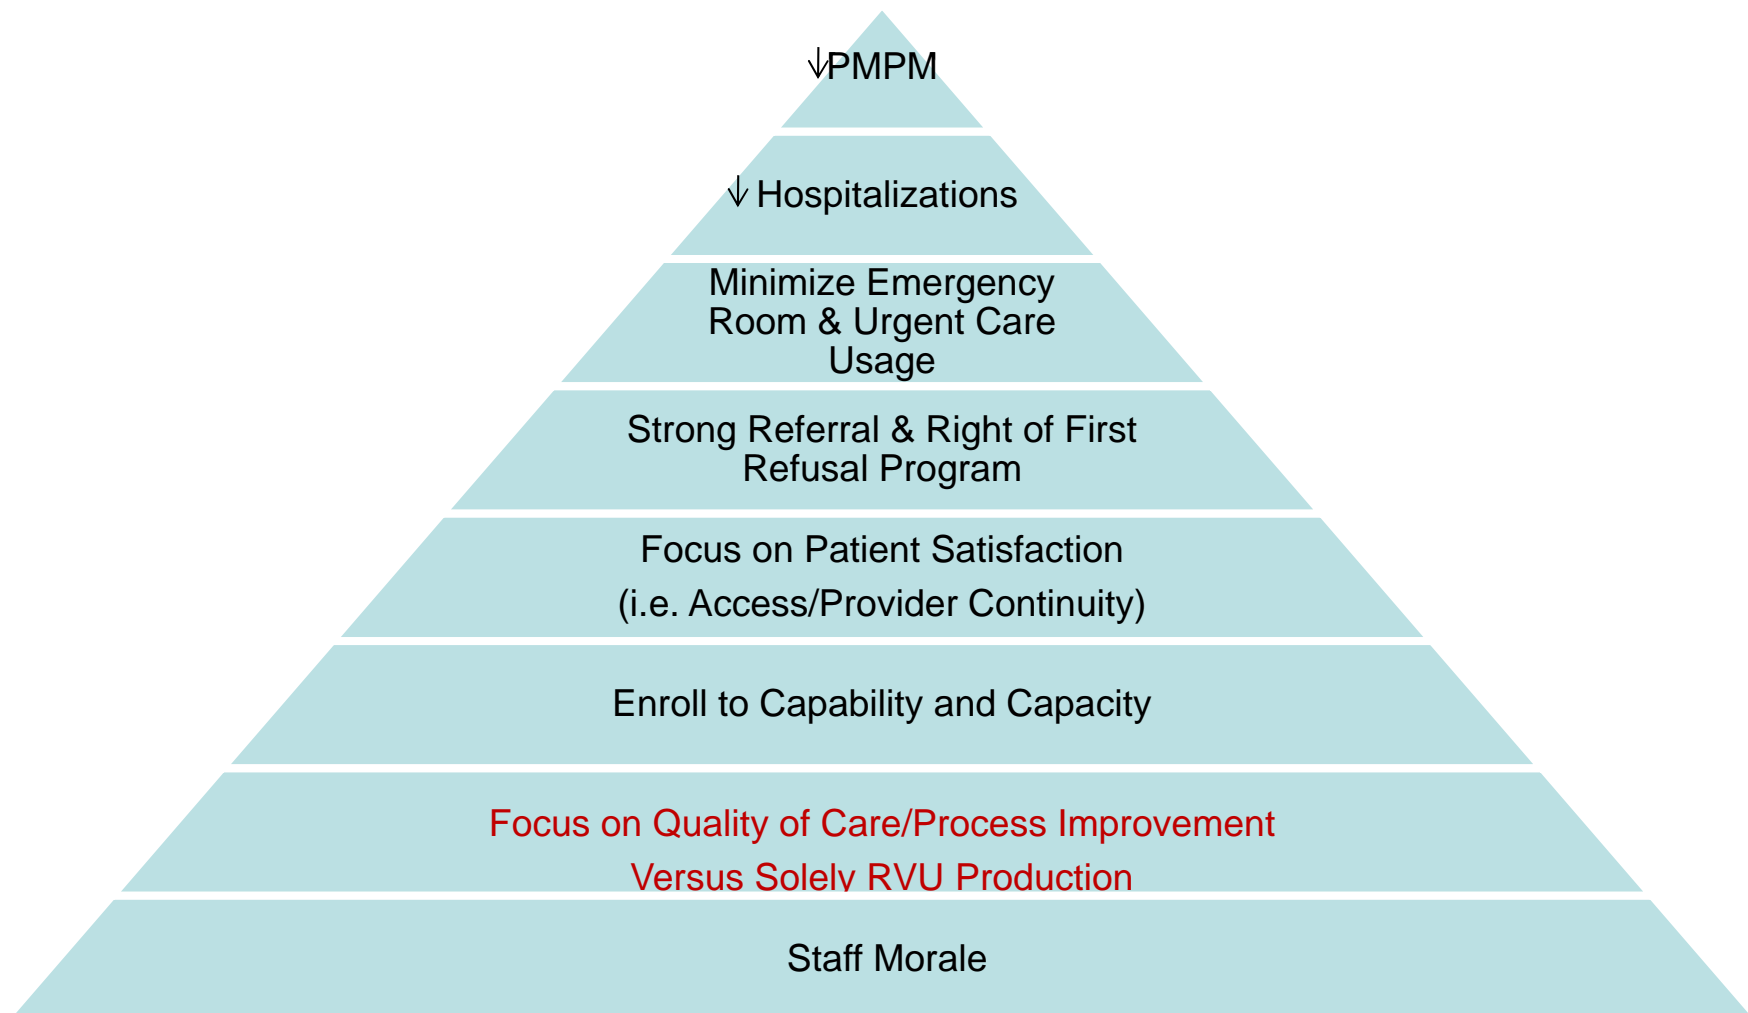 ↓PMPM
↓ Hospitalizations
Minimize Emergency
Room & Urgent Care
Usage
Strong Referral & Right of First
Refusal Program
Focus on Patient Satisfaction
(i.e. Access/Provider Continuity)
Enroll to Capability and Capacity
Focus on Quality of Care/Process Improvement
Versus Solely RVU Production
Staff Morale